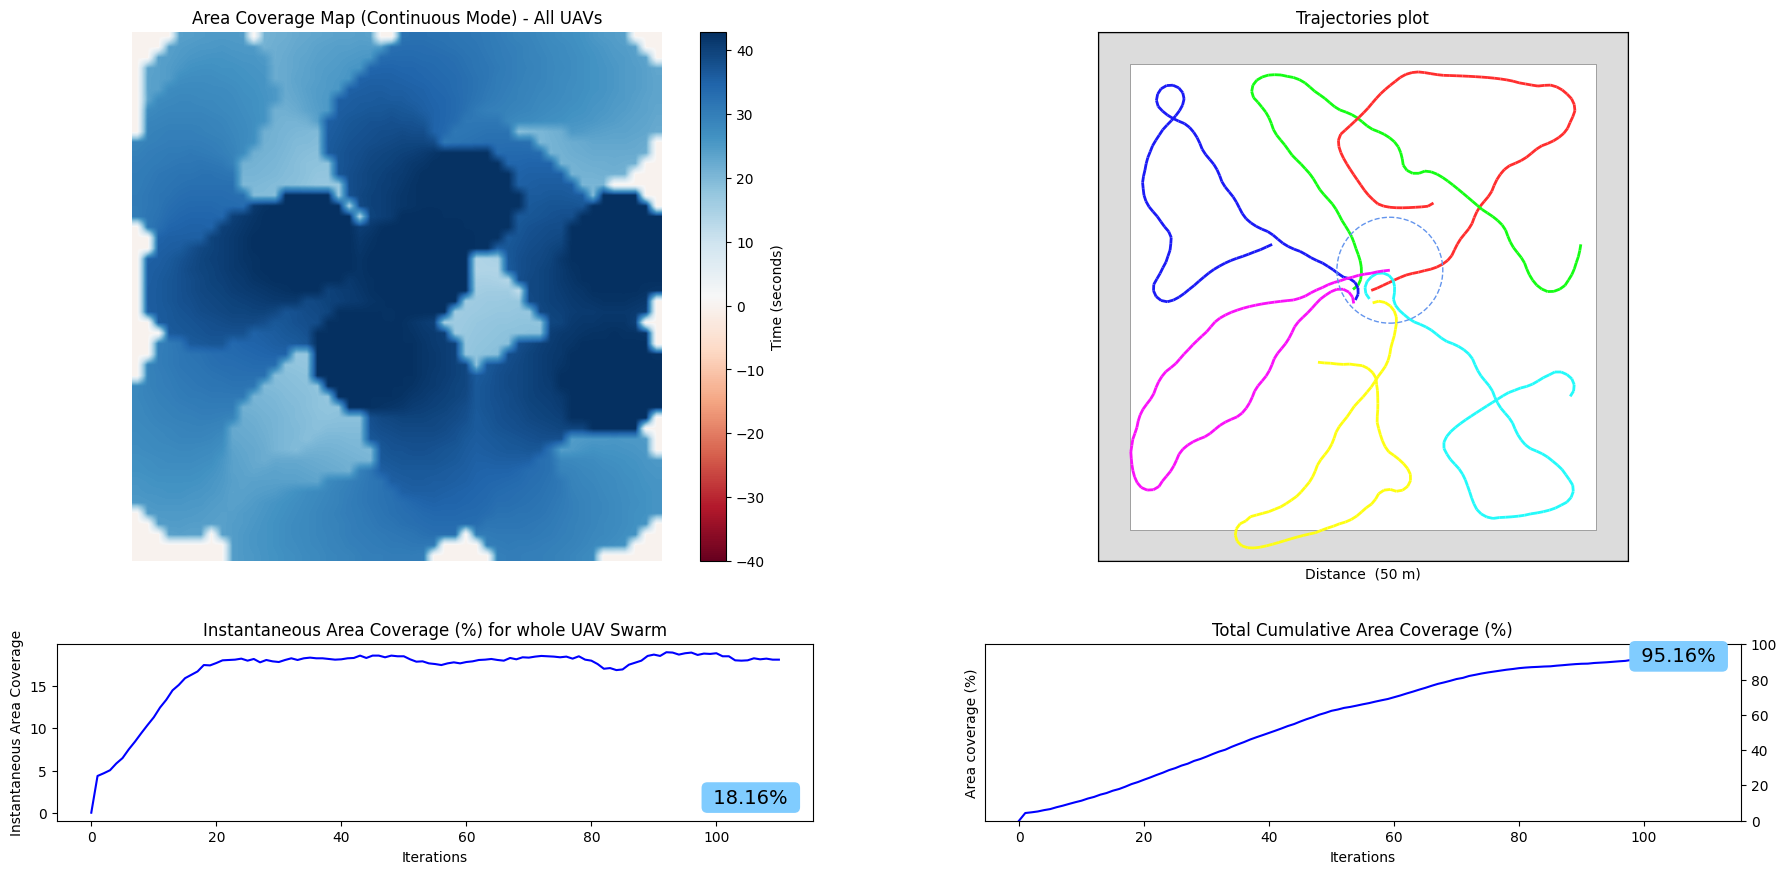 Area Coverage Map (Continuous Mode) - All UAVs
40
30
20
10
0
−10
−20
−30
−40
Time (seconds)
Trajectories plot
Distance  (50 m)
Instantaneous Area Coverage (%) for whole UAV Swarm
Instantaneous Area Coverage
15
10
5
0
18.16%
0 20 40 60 80 100
Iterations
Total Cumulative Area Coverage (%)
Area coverage (%)
95.16%
100
80
60
40
20
0
0 20 40 60 80 100
Iterations